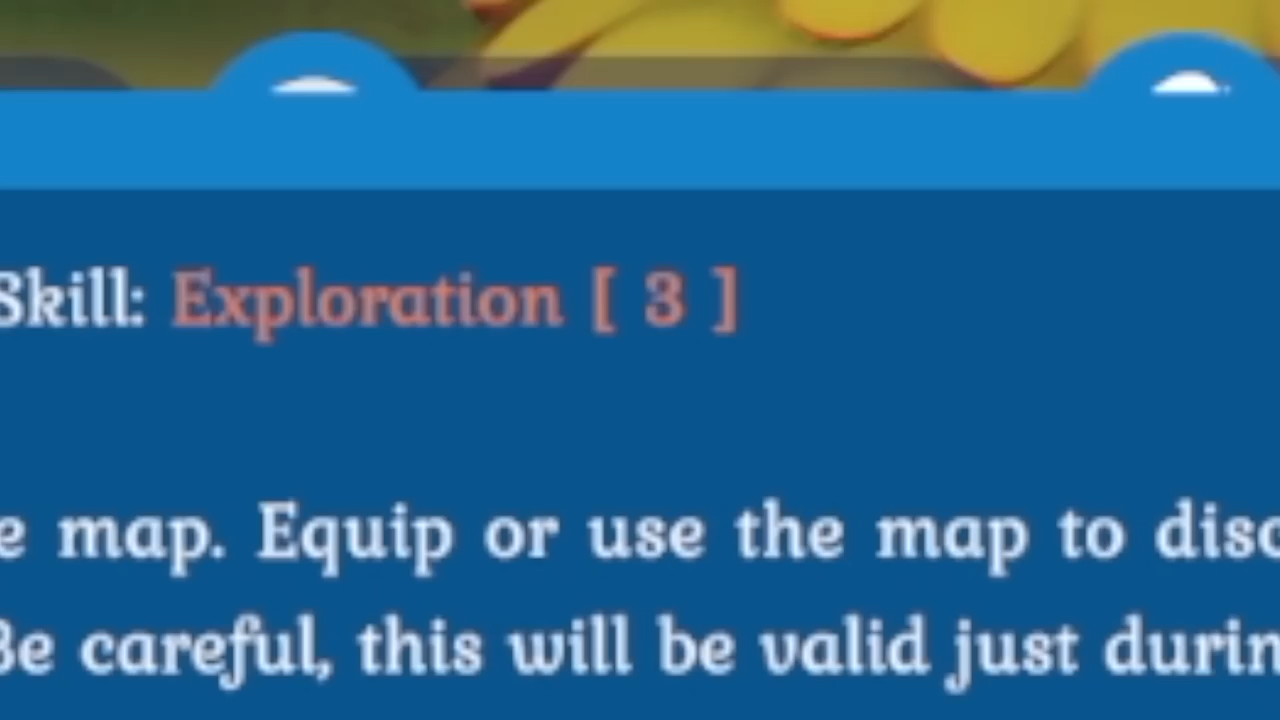 Skill: Exploration [ 3 ]
e map. Equip or use the map to disc
Be careful, this will be valid just durin